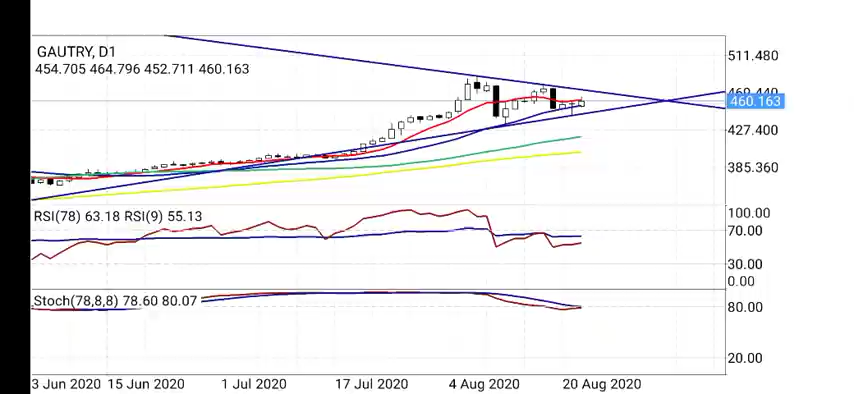 GAUTRY, D1
454.705 464.796 452.711 460.163
511.480
460.163
427.400
385.360
RSI(78) 63.18 RSI(9) 55.13
100.00
70.00
30.00
0.00
Stoch(78,8,8) 78.60 80.07
80.00
20.00
3 Jun 2020 15 Jun 2020 1 Jul 2020 17 Jul 2020 4 Aug 2020 20 Aug 2020